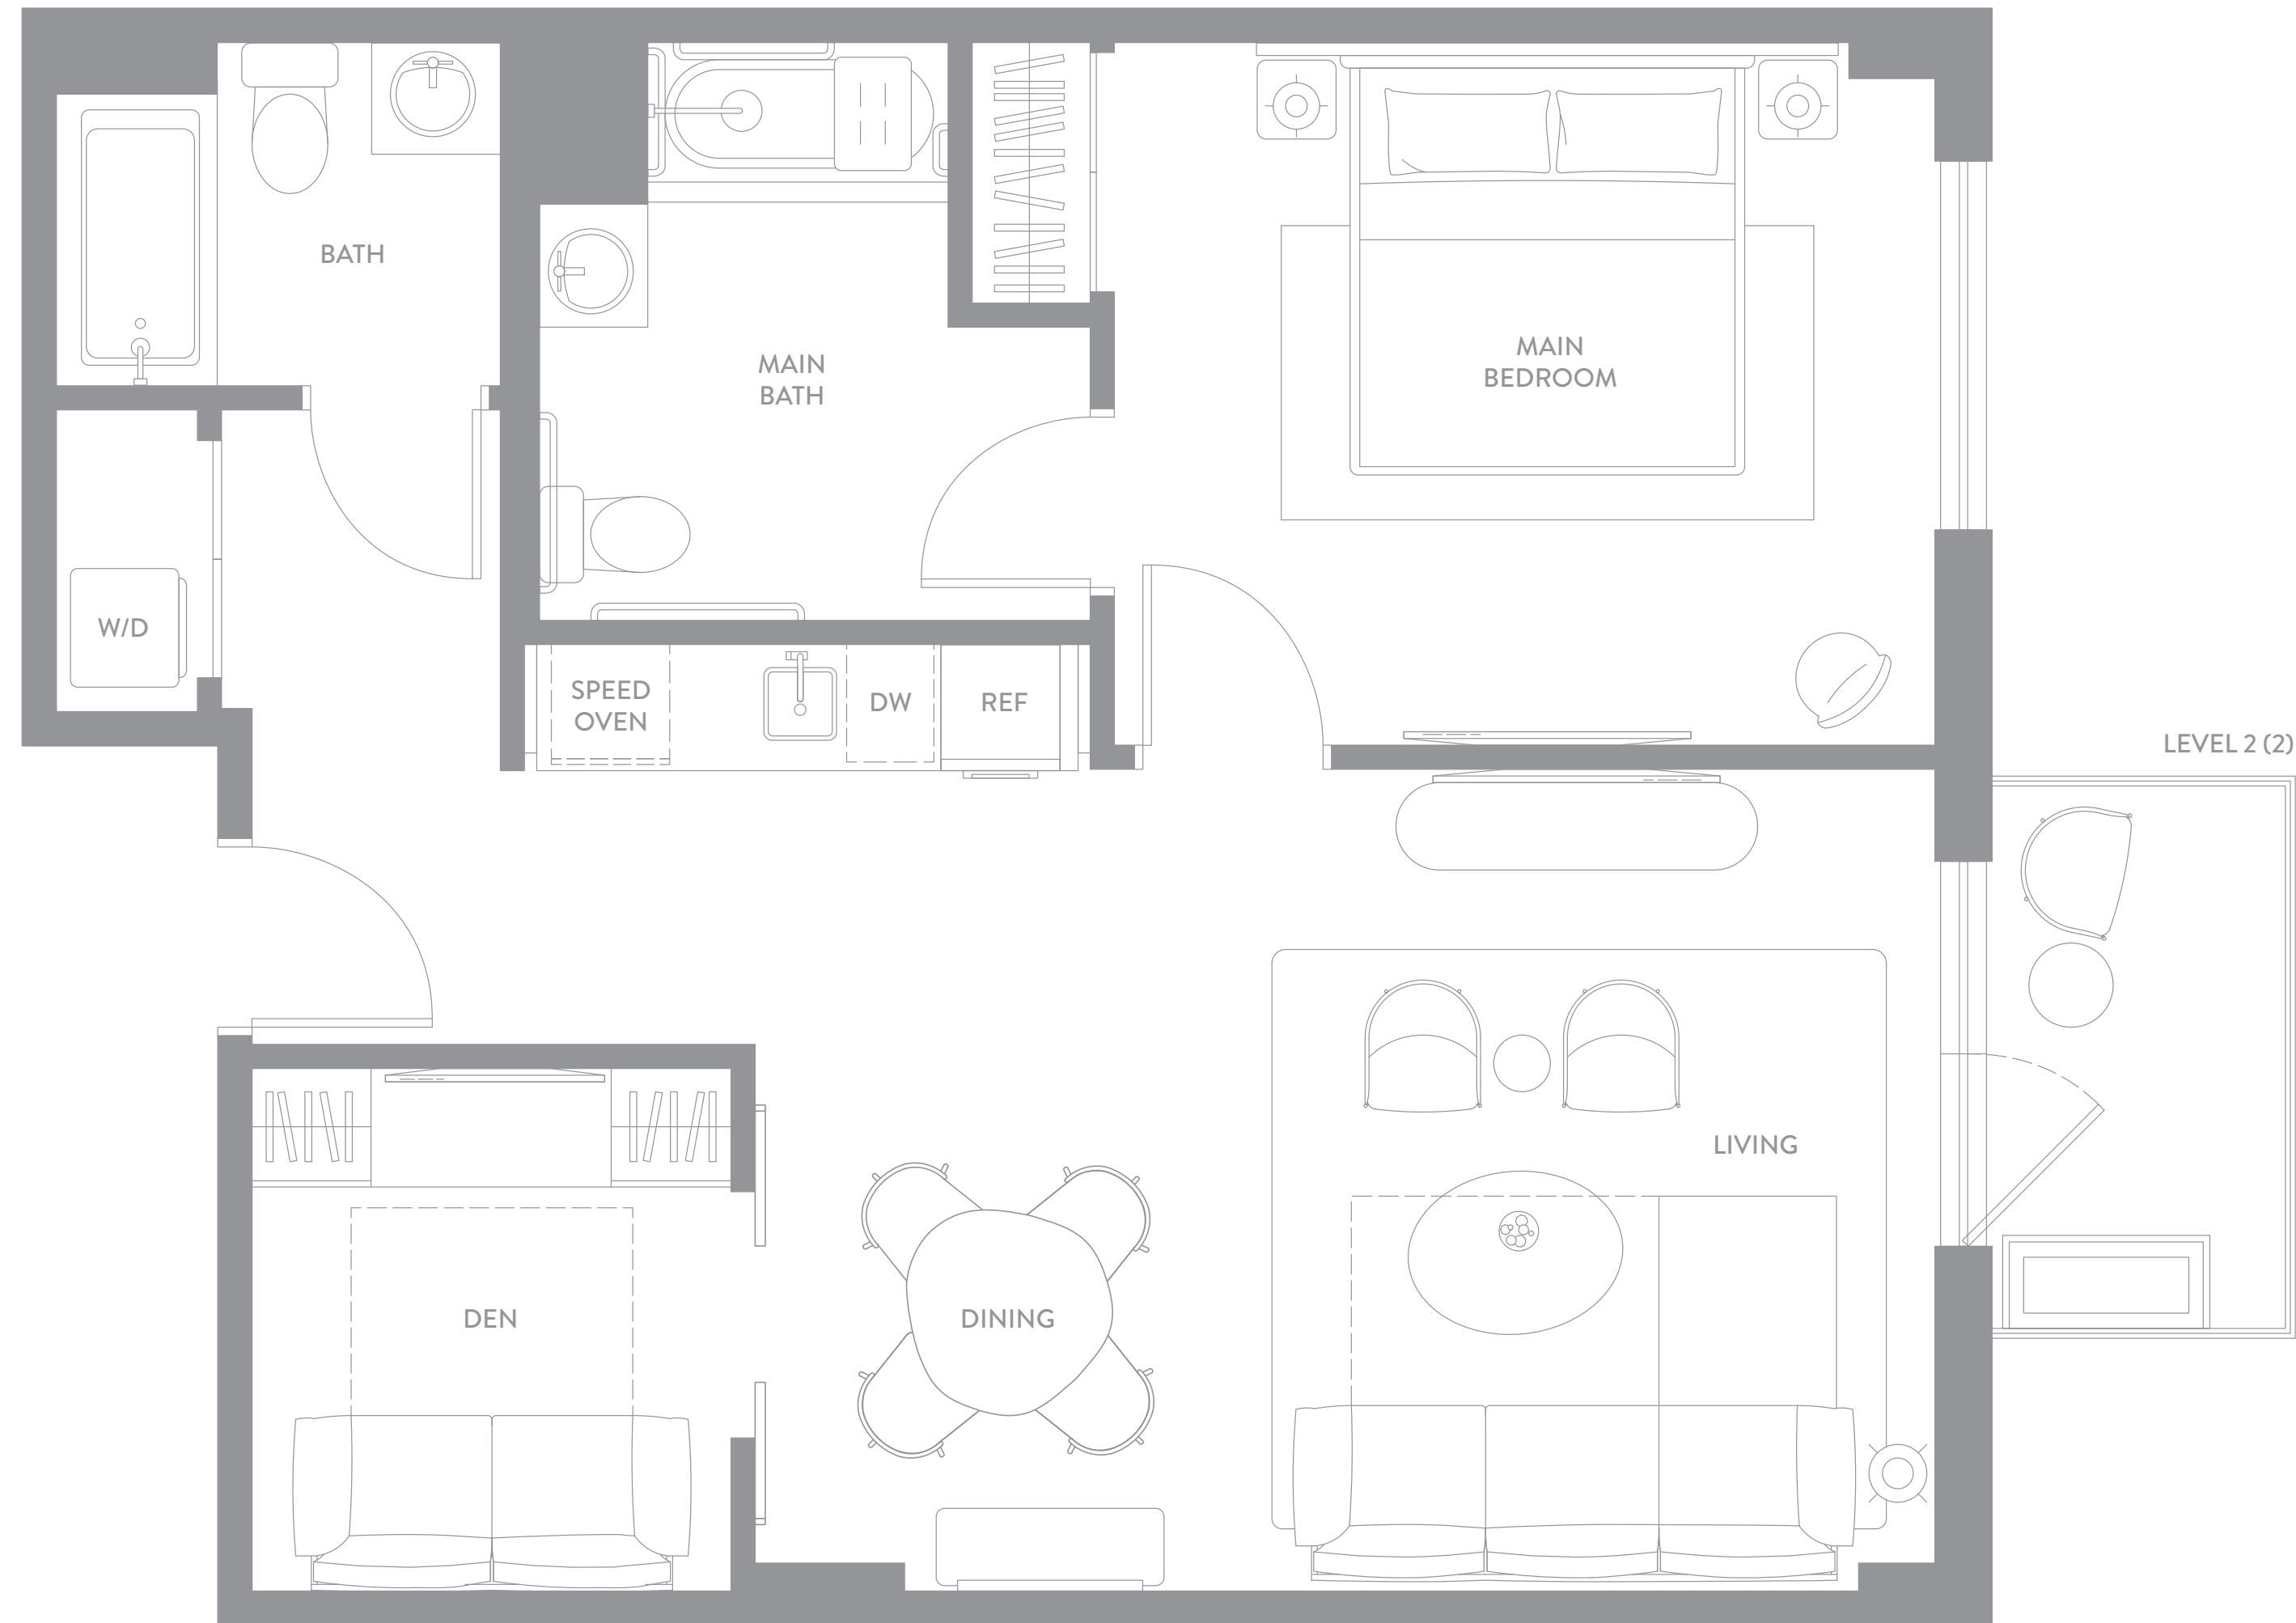 BATH
MAIN
BATH
MAIN
BEDROOM
W/D
SPEED
OVEN
DW
REF
LEVEL 2 (2)
LIVING
DEN
DINING